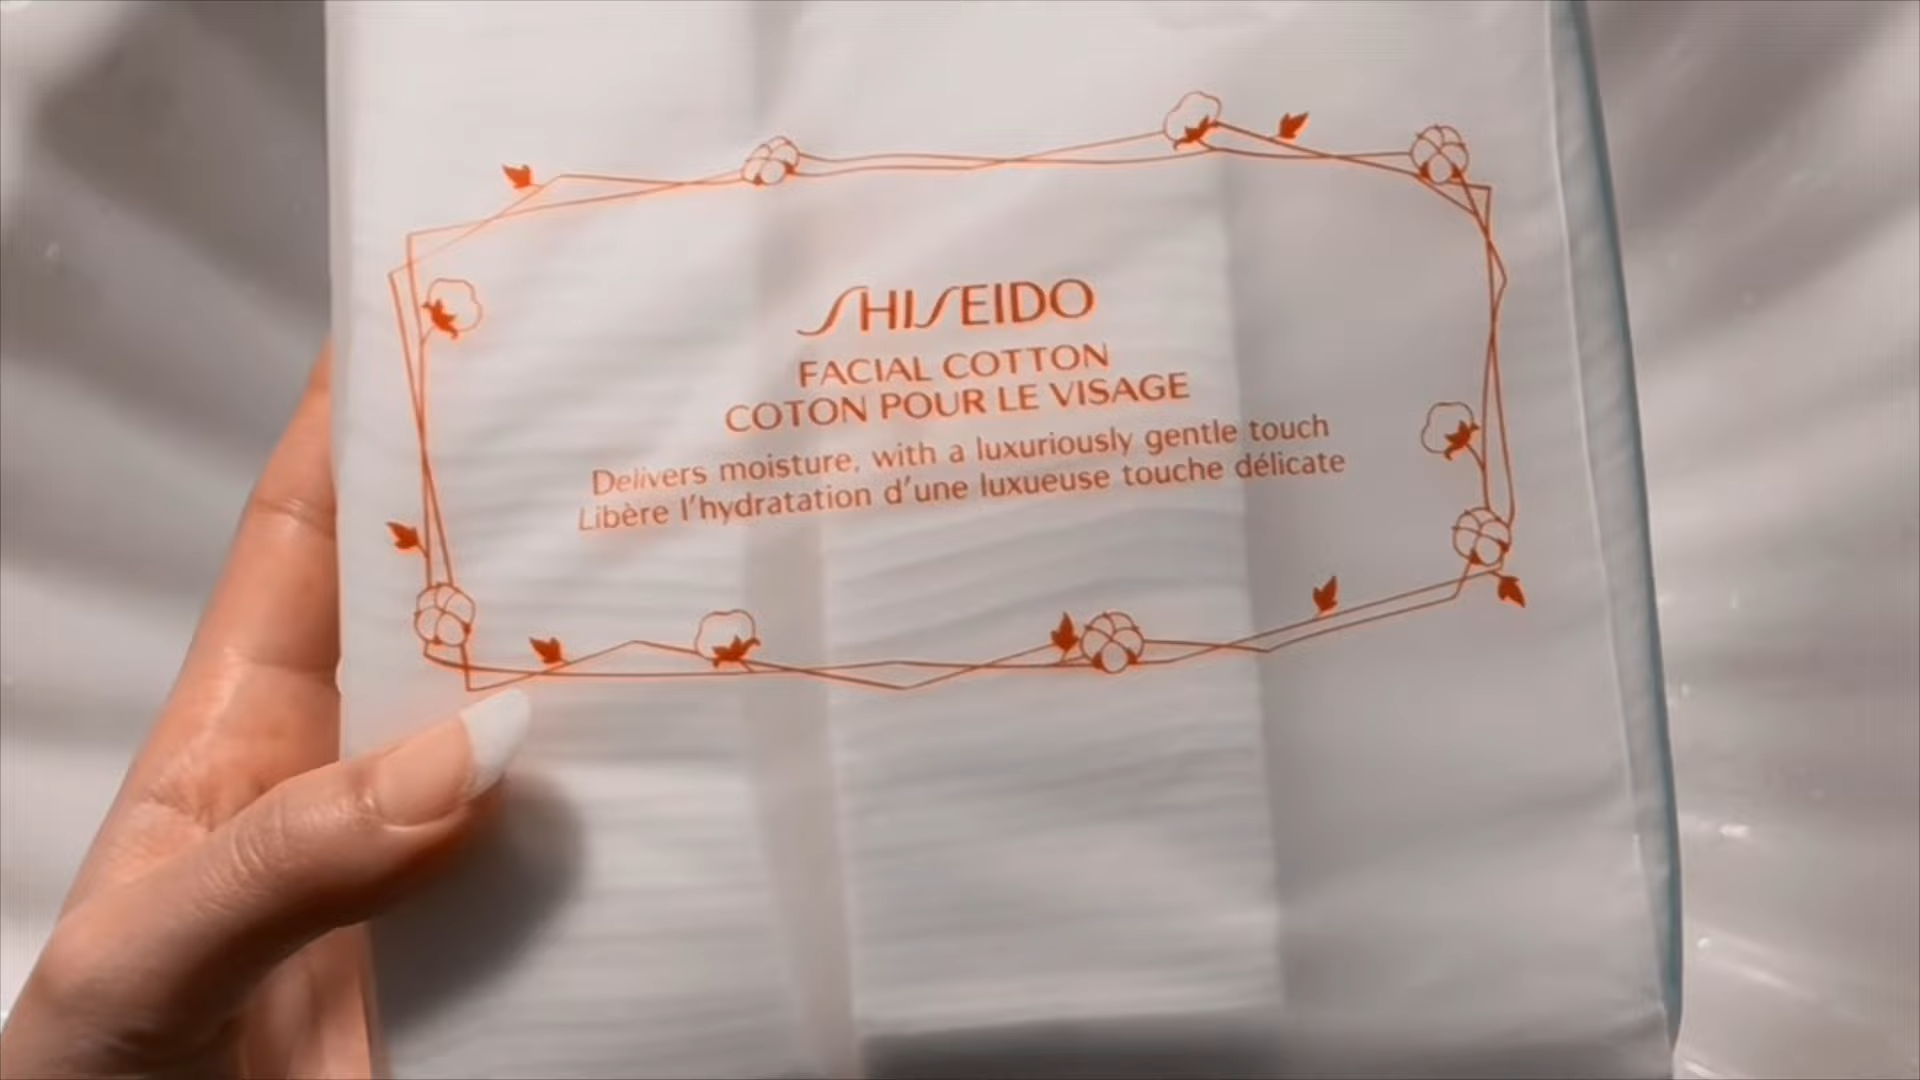 SHISEIDO
FACIAL COTTON
COTON POUR LE VISAGE
Delivers moisture, with a luxuriously gentle touch
Libère l'hydratation d'une luxueuse touche délicate